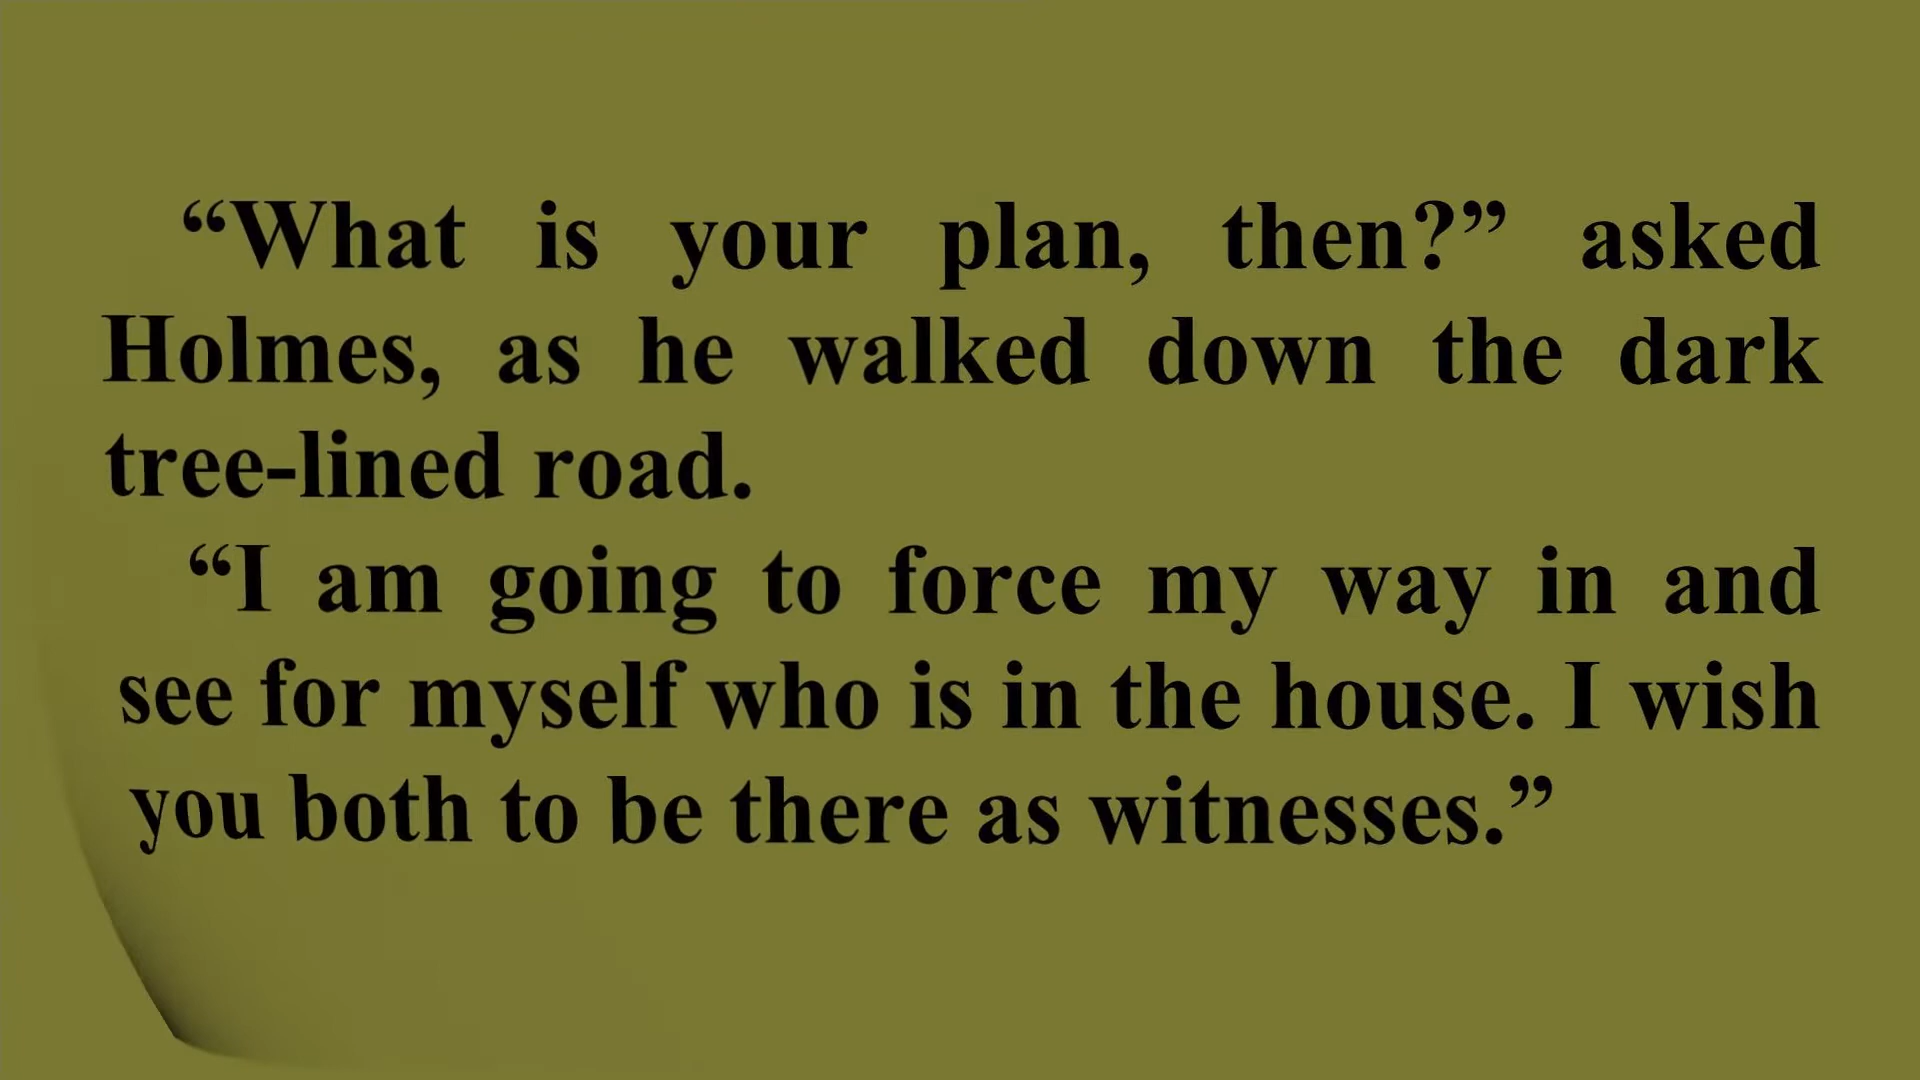 “What is your plan, then?” asked
Holmes, as he walked down the dark
tree-lined road.
“I am going to force my way in and
see for myself who is in the house. I wish
you both to be there as witnesses.”